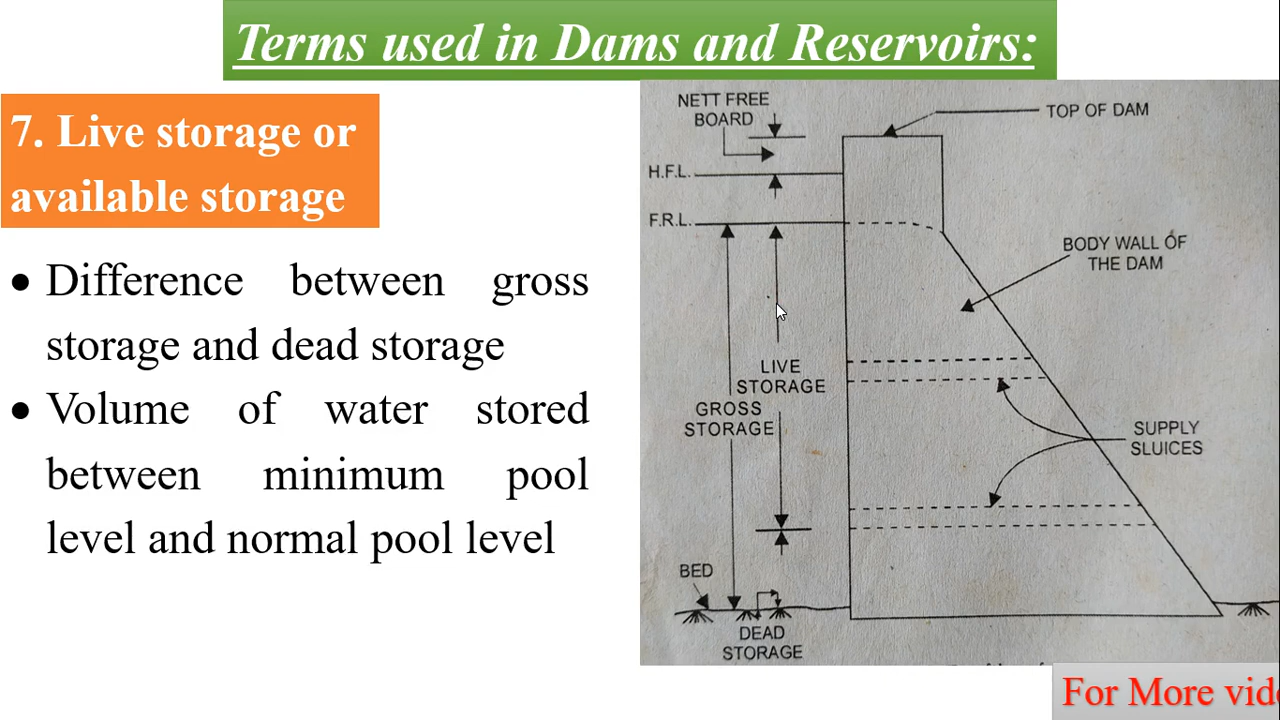 Terms used in Dams and Reservoirs:
7. Live storage or
available storage
• Difference between gross
storage and dead storage
• Volume of water stored
between minimum pool
level and normal pool level
NETT FREE
BOARD
TOP OF DAM
H.F.L.
F.R.L.
BODY WALL OF
THE DAM
LIVE
STORAGE
GROSS
STORAGE
SUPPLY
SLUICES
BED
DEAD
STORAGE
For More vid